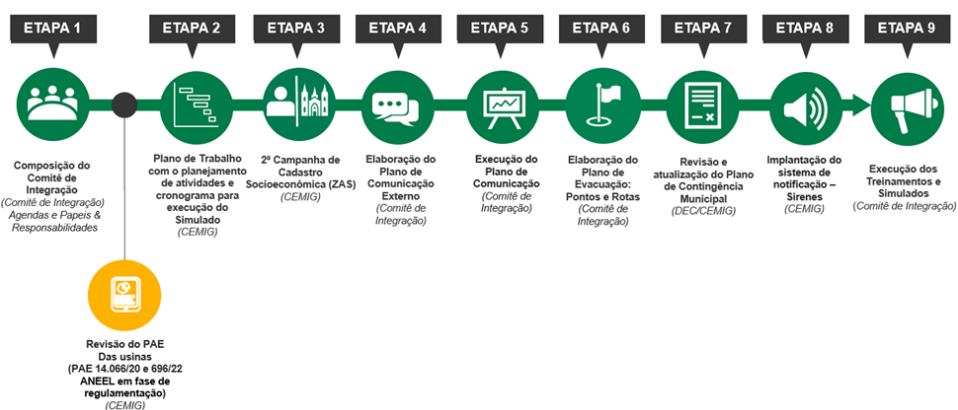 ETAPA 1
Composição do
Comitê de
Integração
(Comitê de Integração)
Agendas e Papeis &
Responsabilidades
Revisão do PAE
Das usinas
(PAE 14.066/20 e 696/22
ANEEL em fase de
regulamentação)
(CEMIG)
ETAPA 2
Plano de Trabalho
com o planejamento
de atividades e
cronograma para
execução do
Simulado
(CEMIG)
ETAPA 3
2ª Campanha de
Cadastro
Socioeconômica (ZAS)
(CEMIG)
ETAPA 4
Elaboração do
Plano de
Comunicação
Externo
(Comitê de
Integração)
ETAPA 5
Execução do
Plano de
Comunicação
(Comitê de
Integração)
ETAPA 6
Elaboração do
Plano de
Evacuação:
Pontos e Rotas
(Comitê de
Integração)
ETAPA 7
Revisão e
atualização do Plano
de Contingência
Municipal
(DEC/CEMIG)
ETAPA 8
Implantação do
sistema de
notificação –
Sirenes
(CEMIG)
ETAPA 9
Execução dos
Treinamentos e
Simulados
(Comitê de Integração)